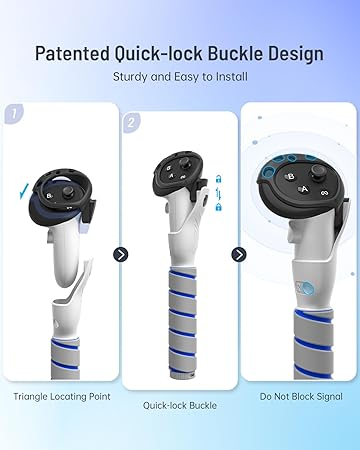 Patented Quick-lock Buckle Design
Sturdy and Easy to Install
1
2
3
B
B
A
B
A
Triangle Locating Point
Quick-lock Buckle
Do Not Block Signal